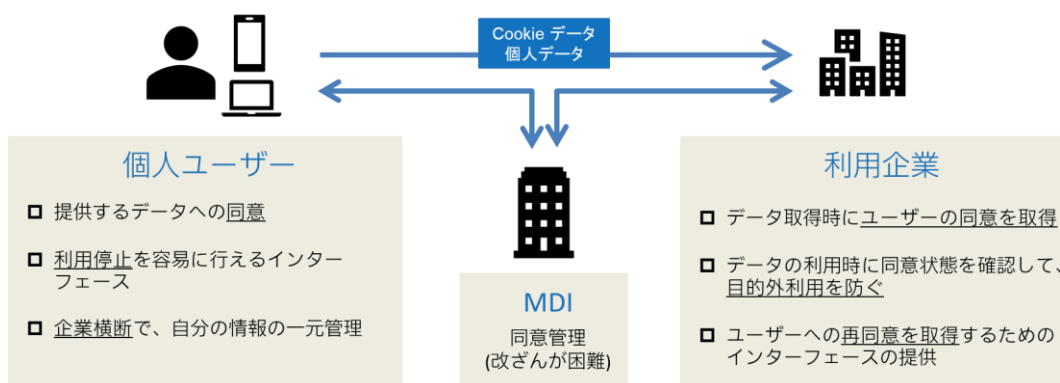 Cookie データ
個人データ
個人ユーザー
提供するデータへの同意
利用停止を容易に行えるインター
フェース
企業横断で、自分の情報の一元管理
MDI
同意管理
(改ざんが困難)
利用企業
データ取得時にユーザーの同意を取得
データの利用時に同意状態を確認して、
目的外利用を防ぐ
ユーザーへの再同意を取得するための
インターフェースの提供